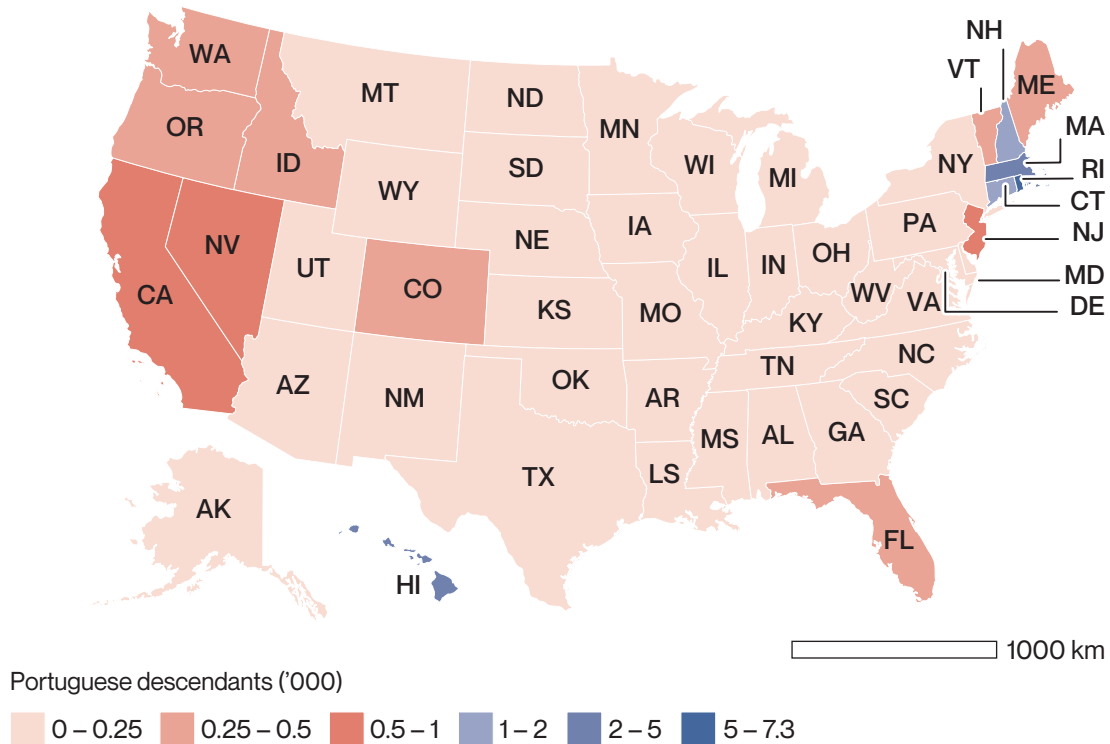 NH
VT
WA
ME
MT
ND
MA
OR
MN
ID
NY
WI
RI
SD
MI
WY
CT
PA
NJ
IA
NE
NV
OH
UT
IL
IN
MD
CA
CO
WV
VA
DE
KS
MO
KY
NC
TN
AZ
OK
NM
AR
SC
MS
AL
GA
LS
TX
AK
FL
HI
1000 km
Portuguese descendants (’000)
0 – 0.25 0.25 – 0.5 0.5 – 1 1 – 2 2 – 5 5 – 7.3